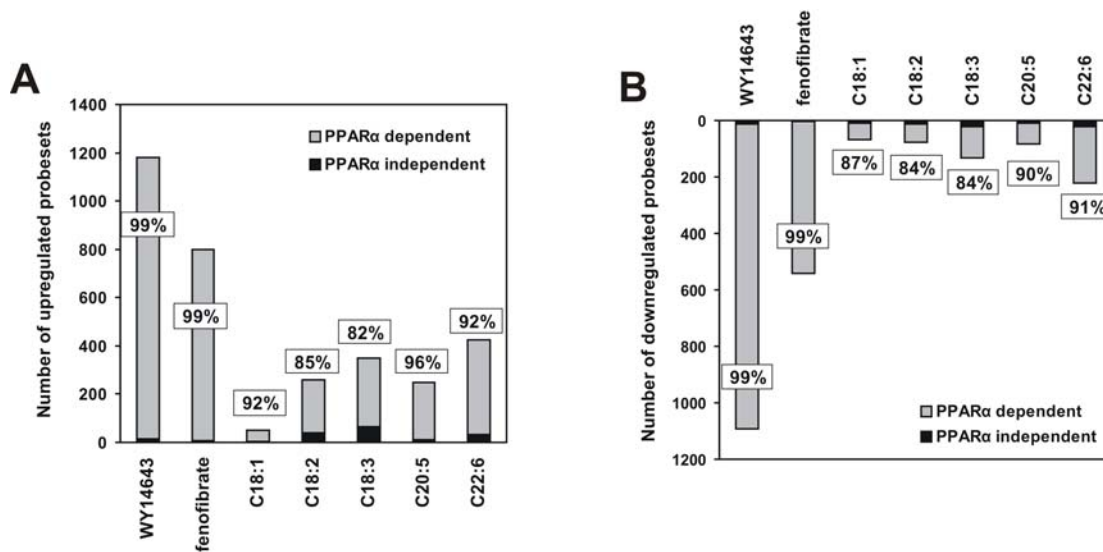 A
Number of upregulated probesets
1400
1200
1000
800
600
400
200
0
PPARα dependent
PPARα independent
99%
99%
92%
85%
82%
96%
92%
WY14643
fenofibrate
C18:1
C18:2
C18:3
C20:5
C22:6
B
WY14643
fenofibrate
C18:1
C18:2
C18:3
C20:5
C22:6
Number of downregulated probesets
0
200
400
600
800
1000
1200
99%
99%
87%
84%
84%
90%
91%
PPARα dependent
PPARα independent